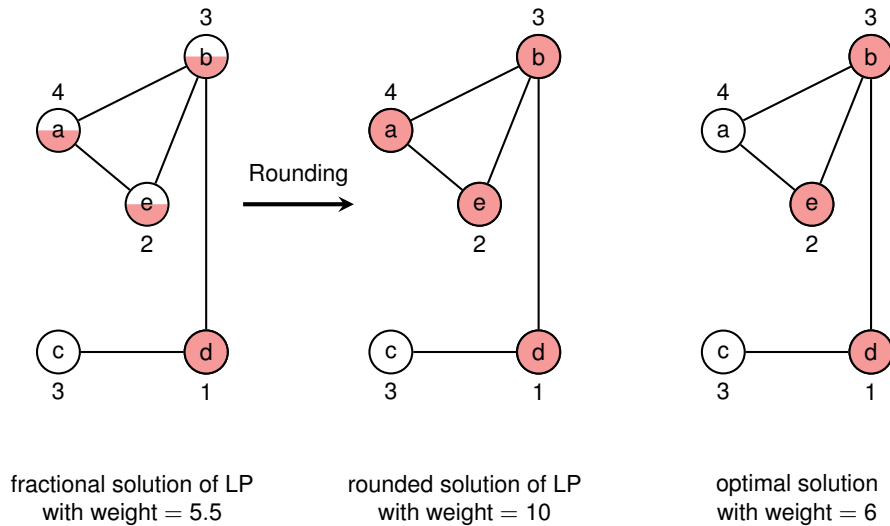 3
b
4
a
e
2
c
3
d
1
Rounding
3
b
4
a
e
2
c
3
d
1
3
b
4
a
e
2
c
3
d
1
fractional solution of LP
with weight = 5.5
rounded solution of LP
with weight = 10
optimal solution
with weight = 6